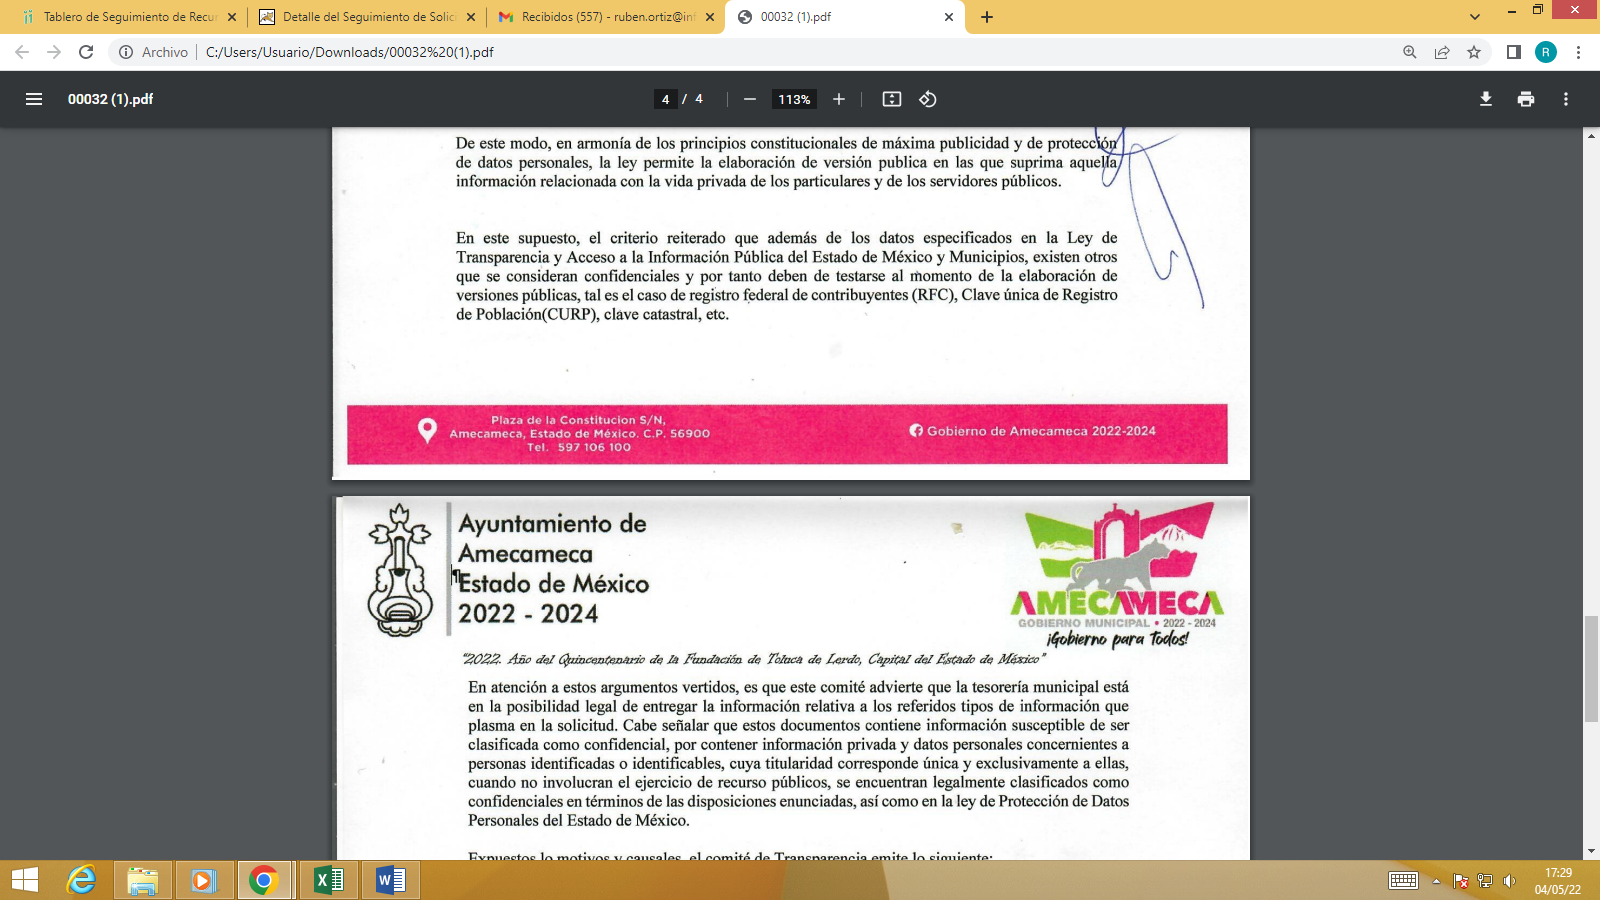 Tablero de Seguimiento de Recur
Detalle del Seguimiento de Solici
Recibidos (557) - ruben.ortiz@inf
00032 (1).pdf
Archivo
C:/Users/Usuario/Downloads/00032%20(1).pdf
R
00032 (1).pdf
4 / 4
113%
De este modo, en armonía de los principios constitucionales de máxima publicidad y de protección
de datos personales, la ley permite la elaboración de versión publica en las que suprima aquella
información relacionada con la vida privada de los particulares y de los servidores públicos.
En este supuesto, el criterio reiterado que además de los datos especificados en la Ley de
Transparencia y Acceso a la Información Pública del Estado de México y Municipios, existen otros
que se consideran confidenciales y por tanto deben de testarse al momento de la elaboración de
versiones públicas, tal es el caso de registro federal de contribuyentes (RFC), Clave única de Registro
de Población(CURP), clave catastral, etc.
Plaza de la Constitucion S/N,
Amecameca, Estado de México. C.P. 56900
Tel. 597 106 100
Gobierno de Amecameca 2022-2024
Ayuntamiento de
Amecameca
Estado de México
2022 - 2024
AMECAMECA
GOBIERNO MUNICIPAL • 2022 - 2024
¡Gobierno para Todos!
"2022. Año del Quincentenario de la Fundación de Toluca de Lerdo, Capital del Estado de México"
En atención a estos argumentos vertidos, es que este comité advierte que la tesorería municipal está
en la posibilidad legal de entregar la información relativa a los referidos tipos de información que
plasma en la solicitud. Cabe señalar que estos documentos contiene información susceptible de ser
clasificada como confidencial, por contener información privada y datos personales concernientes a
personas identificadas o identificables, cuya titularidad corresponde única y exclusivamente a ellas,
cuando no involucran el ejercicio de recurso públicos, se encuentran legalmente clasificados como
confidenciales en términos de las disposiciones enunciadas, así como en la ley de Protección de Datos
Personales del Estado de México.
Expuestos lo motivos y causales, el comité de Transparencia emite lo siguiente:
17:29
04/05/22